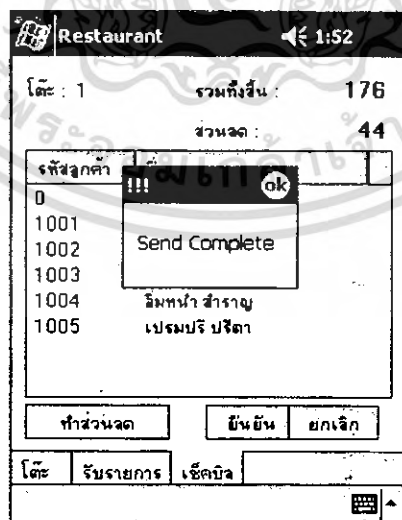 Restaurant 1:52
โต๊ะ : 1 รวมทั้งสิ้น : 176
ส่วนลด : 44
รหัสลูกค้า
!!! ok
Send Complete
0
1001
1002
1003
1004 อิมหนำ สำราญ
1005 เปรมปรี ปรีดา
ทำส่วนลด ยืนยัน ยกเลิก
โต๊ะ รับรายการ เช็คบิล